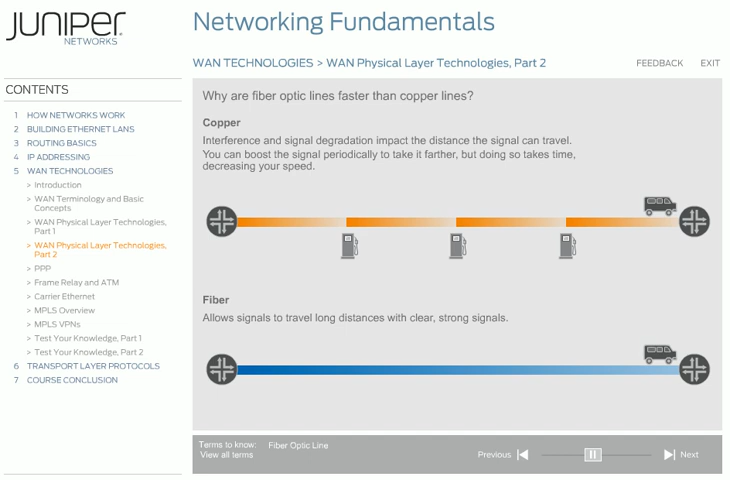 JUNIPER
NETWORKS
Networking Fundamentals
WAN TECHNOLOGIES > WAN Physical Layer Technologies, Part 2
FEEDBACK EXIT
CONTENTS
1 HOW NETWORKS WORK
2 BUILDING ETHERNET LANS
3 ROUTING BASICS
4 IP ADDRESSING
5 WAN TECHNOLOGIES
> Introduction
> WAN Terminology and Basic
Concepts
> WAN Physical Layer Technologies,
Part 1
> WAN Physical Layer Technologies,
Part 2
> PPP
> Frame Relay and ATM
> Carrier Ethernet
> MPLS Overview
> MPLS VPNs
> Test Your Knowledge, Part 1
> Test Your Knowledge, Part 2
6 TRANSPORT LAYER PROTOCOLS
7 COURSE CONCLUSION
Why are fiber optic lines faster than copper lines?
Copper
Interference and signal degradation impact the distance the signal can travel.
You can boost the signal periodically to take it farther, but doing so takes time,
decreasing your speed.
Fiber
Allows signals to travel long distances with clear, strong signals.
Terms to know: Fiber Optic Line
View all terms
Previous
Next